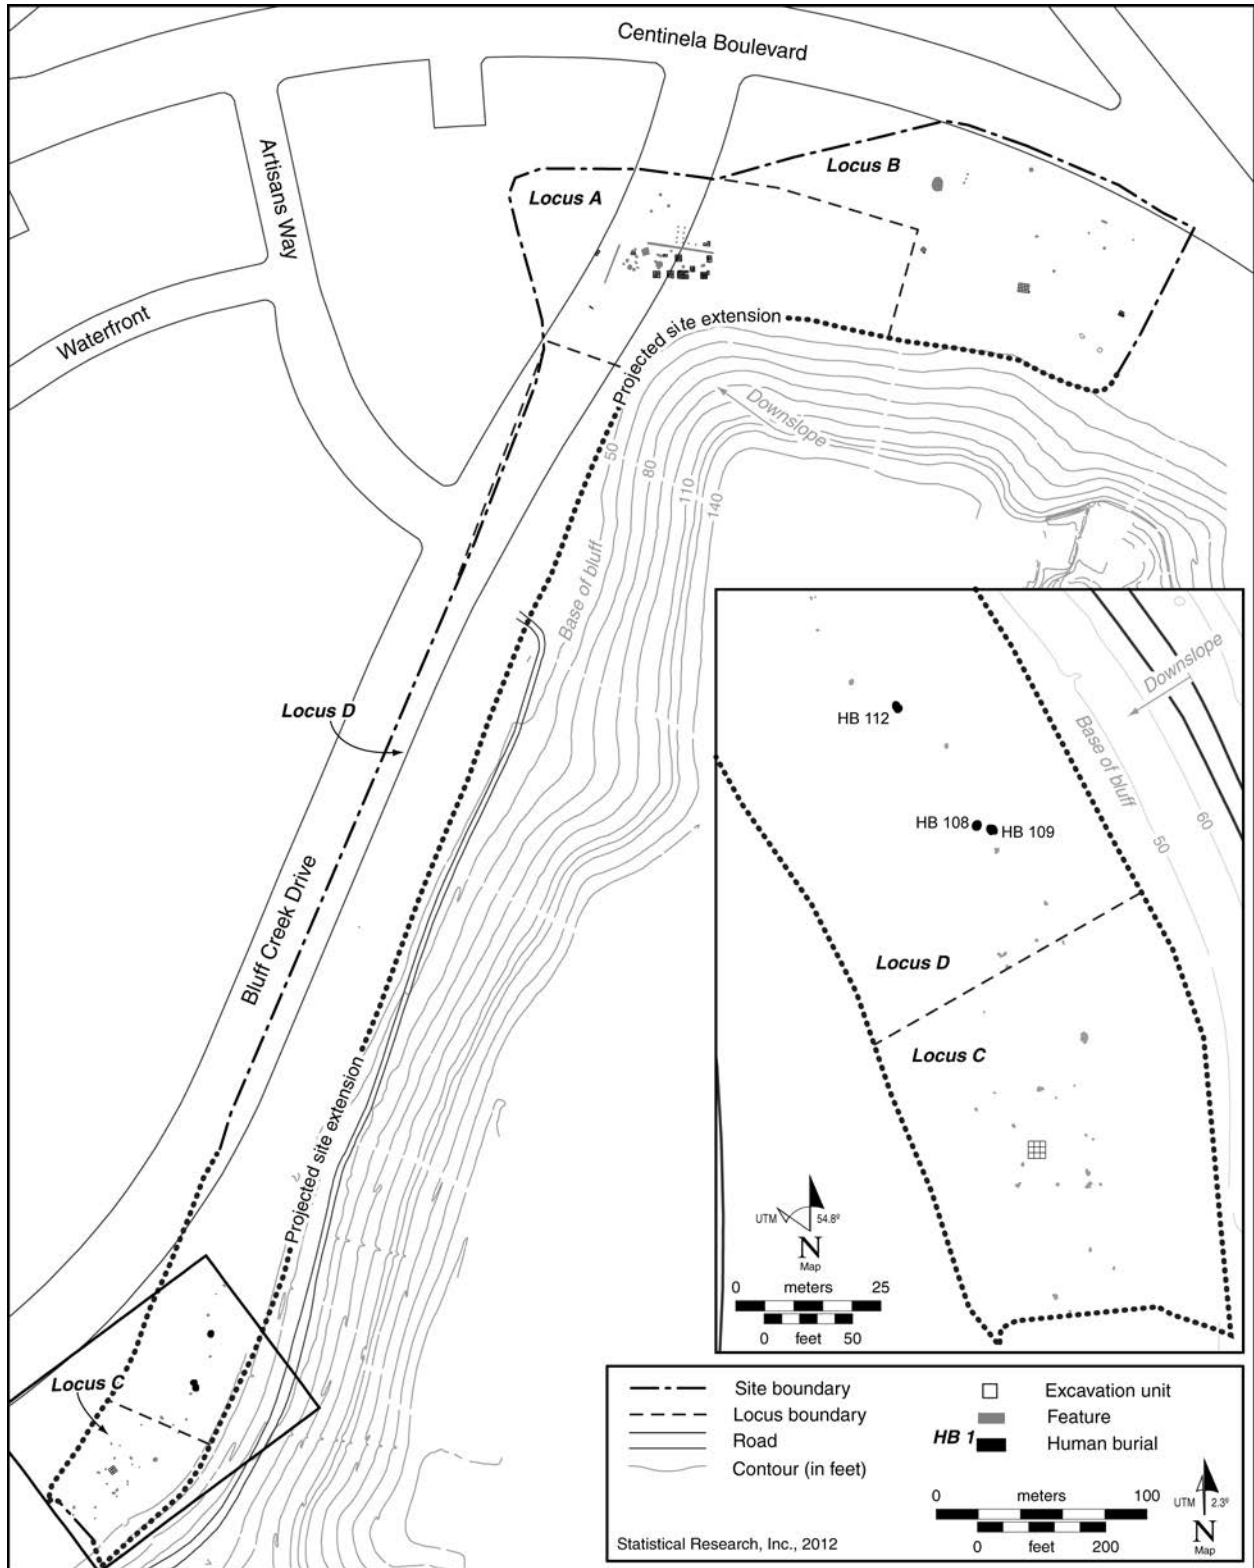 Centinela Boulevard
Artisans Way
Locus B
Locus A
Waterfront
Projected site extension
Downslope
50
80
110
140
Base of bluff
Locus D
Bluff Creek Drive
Projected site extension
Locus C
Downslope
HB 112
Base of bluff
HB 108
HB 109
60
50
Locus D
Locus C
UTM 54.8º
N
Map
0 meters 25
0 feet 50
Site boundary
Locus boundary
Road
Contour (in feet)
Excavation unit
Feature
HB 1 Human burial
0 meters 100
0 feet 200
UTM 2.3º
N
Map
Statistical Research, Inc., 2012